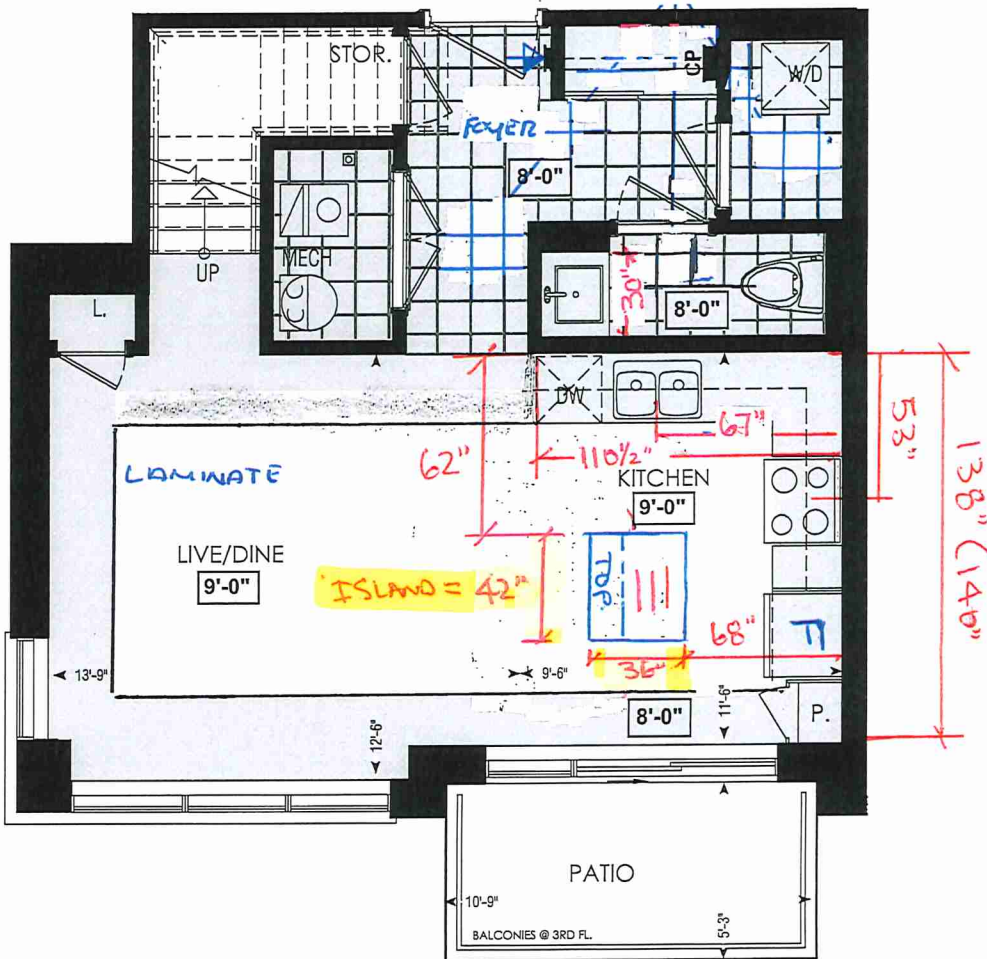 STOR.
CP
W/D
FOYER
8'-0"
MECH
UP
L.
30"
8'-0"
DW
67"
53"
62"
110½"
138" (146"
KITCHEN
9'-0"
LAMINATE
LIVE/DINE
9'-0"
ISLAND = 42"
TOP
F
68"
36"
13'-9"
9'-6"
8'-0"
11'-6"
P.
12'-6"
PATIO
10'-9"
5'-3"
BALCONIES @ 3RD FL.